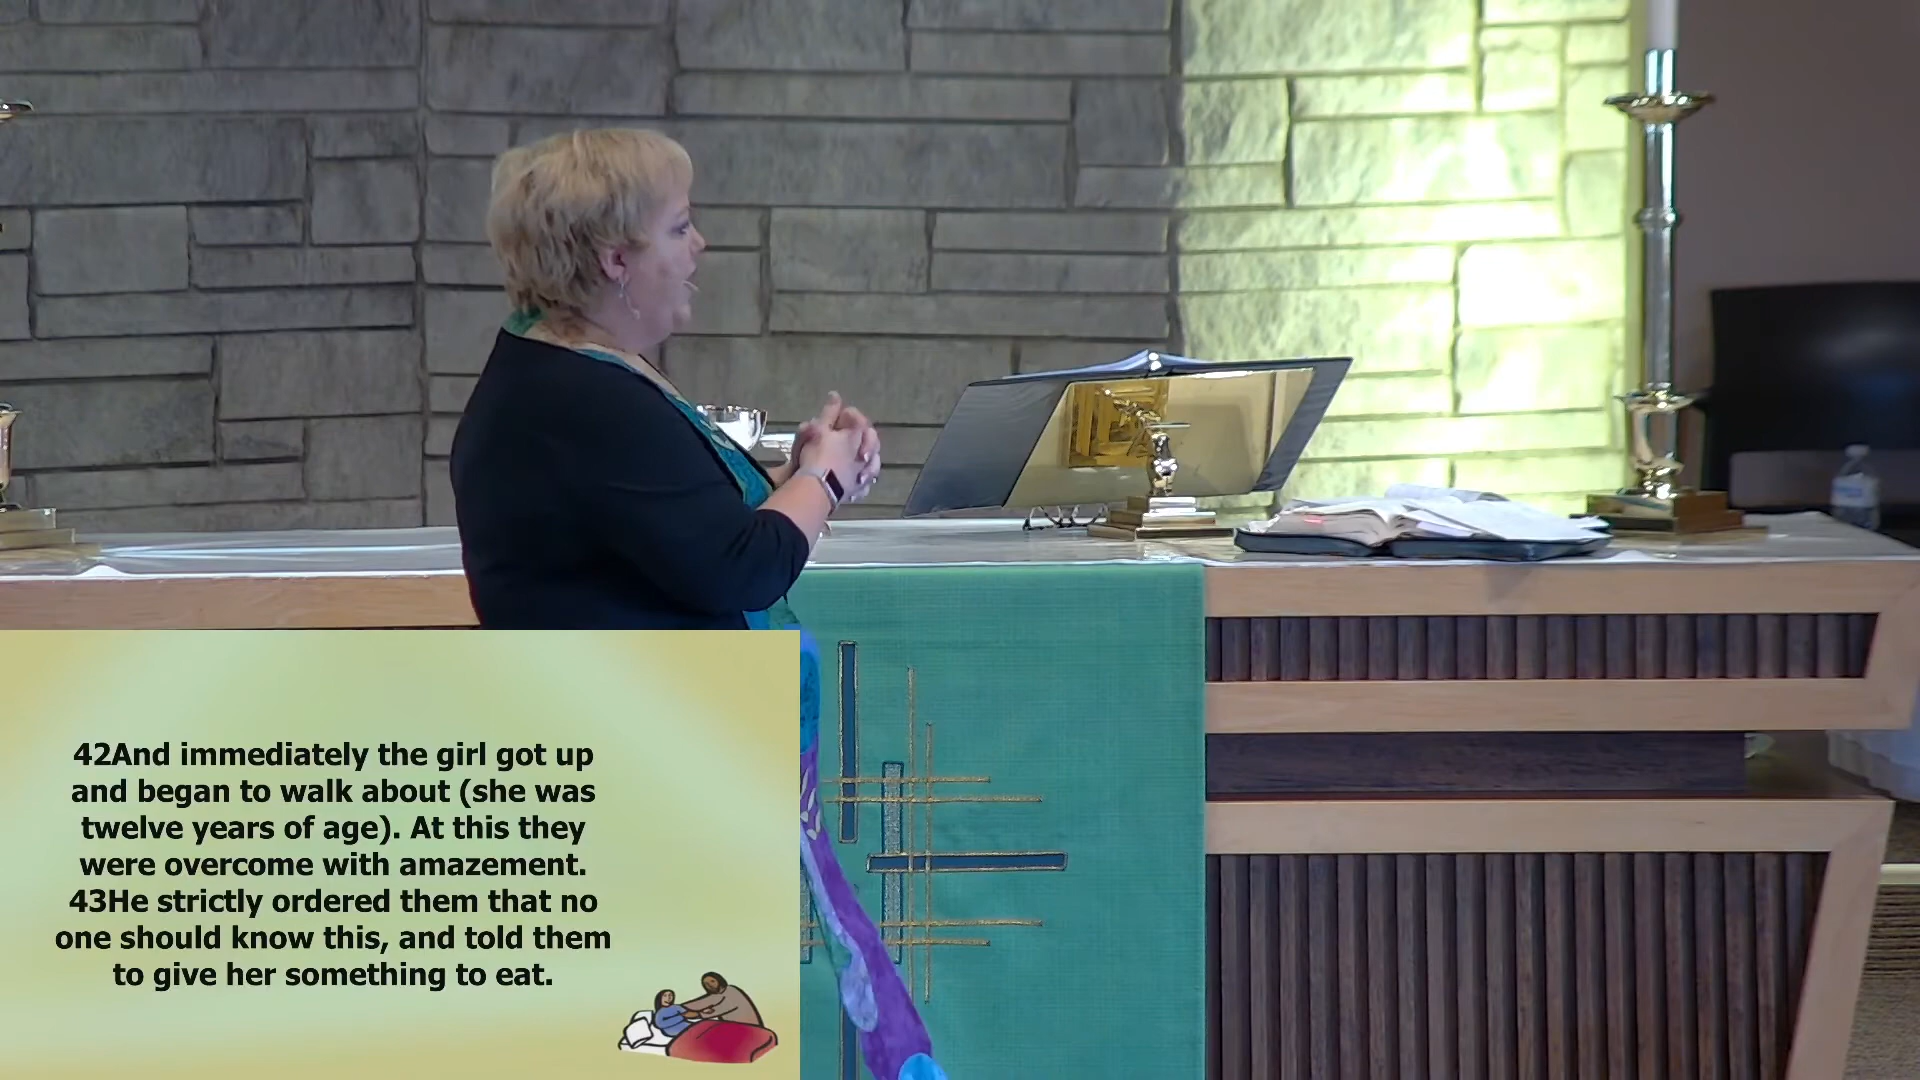 42And immediately the girl got up
and began to walk about (she was
twelve years of age). At this they
were overcome with amazement.
43He strictly ordered them that no
one should know this, and told them
to give her something to eat.